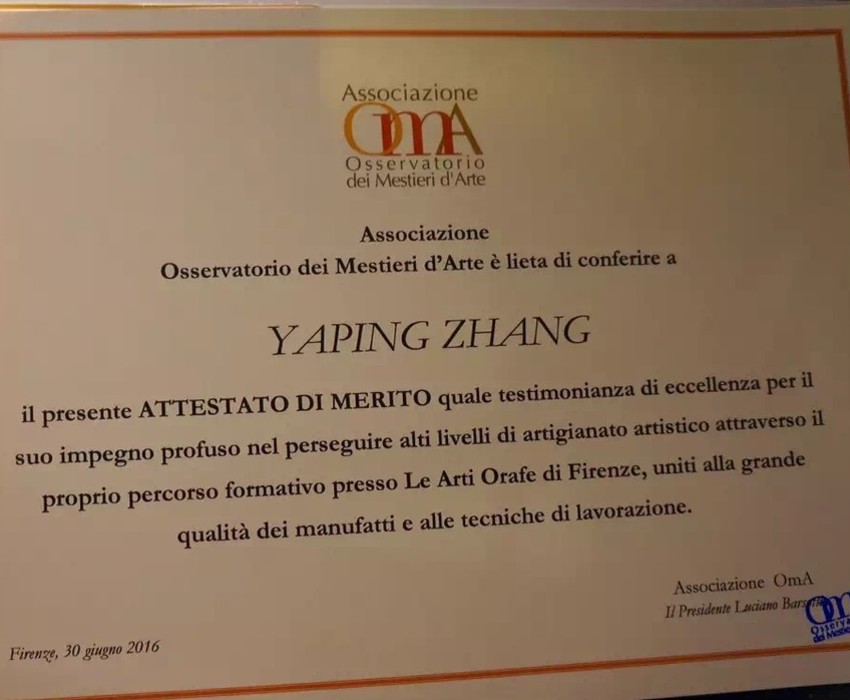 Associazione
OmA
Osservatorio
dei Mestieri d'Arte
Associazione
Osservatorio dei Mestieri d'Arte è lieta di conferire a
YAPING ZHANG
il presente ATTESTATO DI MERITO quale testimonianza di eccellenza per il
suo impegno profuso nel perseguire alti livelli di artigianato artistico attraverso il
proprio percorso formativo presso Le Arti Orafe di Firenze, uniti alla grande
qualità dei manufatti e alle tecniche di lavorazione.
Associazione OmA
Il Presidente Luciano
Firenze, 30 giugno 2016